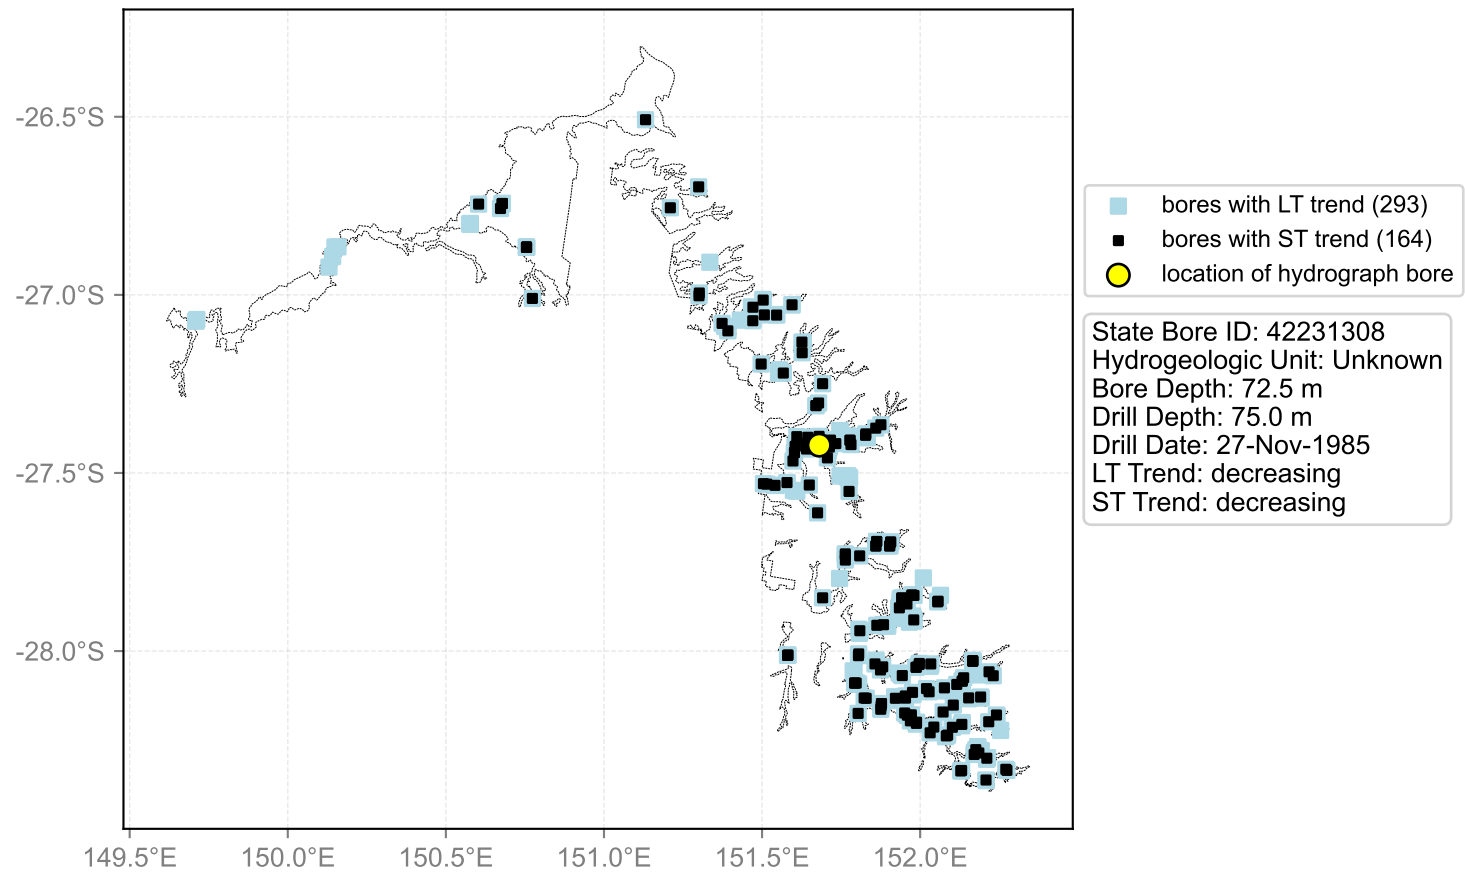 -26.5°S
-27.0°S
-27.5°S
-28.0°S
149.5°E 150.0°E 150.5°E 151.0°E 151.5°E 152.0°E
bores with LT trend (293)
bores with ST trend (164)
location of hydrograph bore
State Bore ID: 42231308
Hydrogeologic Unit: Unknown
Bore Depth: 72.5 m
Drill Depth: 75.0 m
Drill Date: 27-Nov-1985
LT Trend: decreasing
ST Trend: decreasing